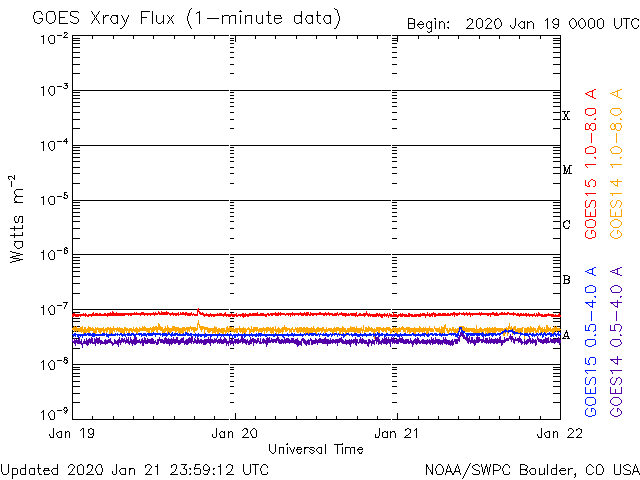 GOES Xray Flux (1-minute data)
Begin: 2020 Jan 19 0000 UTC
10⁻²
10⁻³
10⁻⁴
10⁻⁵
10⁻⁶
10⁻⁷
10⁻⁸
10⁻⁹
Watts m⁻²
X
M
C
B
A
GOES15 1.0-8.0 A
GOES14 1.0-8.0 A
GOES15 0.5-4.0 A
GOES14 0.5-4.0 A
Jan 19 Jan 20 Jan 21 Jan 22
Universal Time
Updated 2020 Jan 21 23:59:12 UTC
NOAA/SWPC Boulder, CO USA